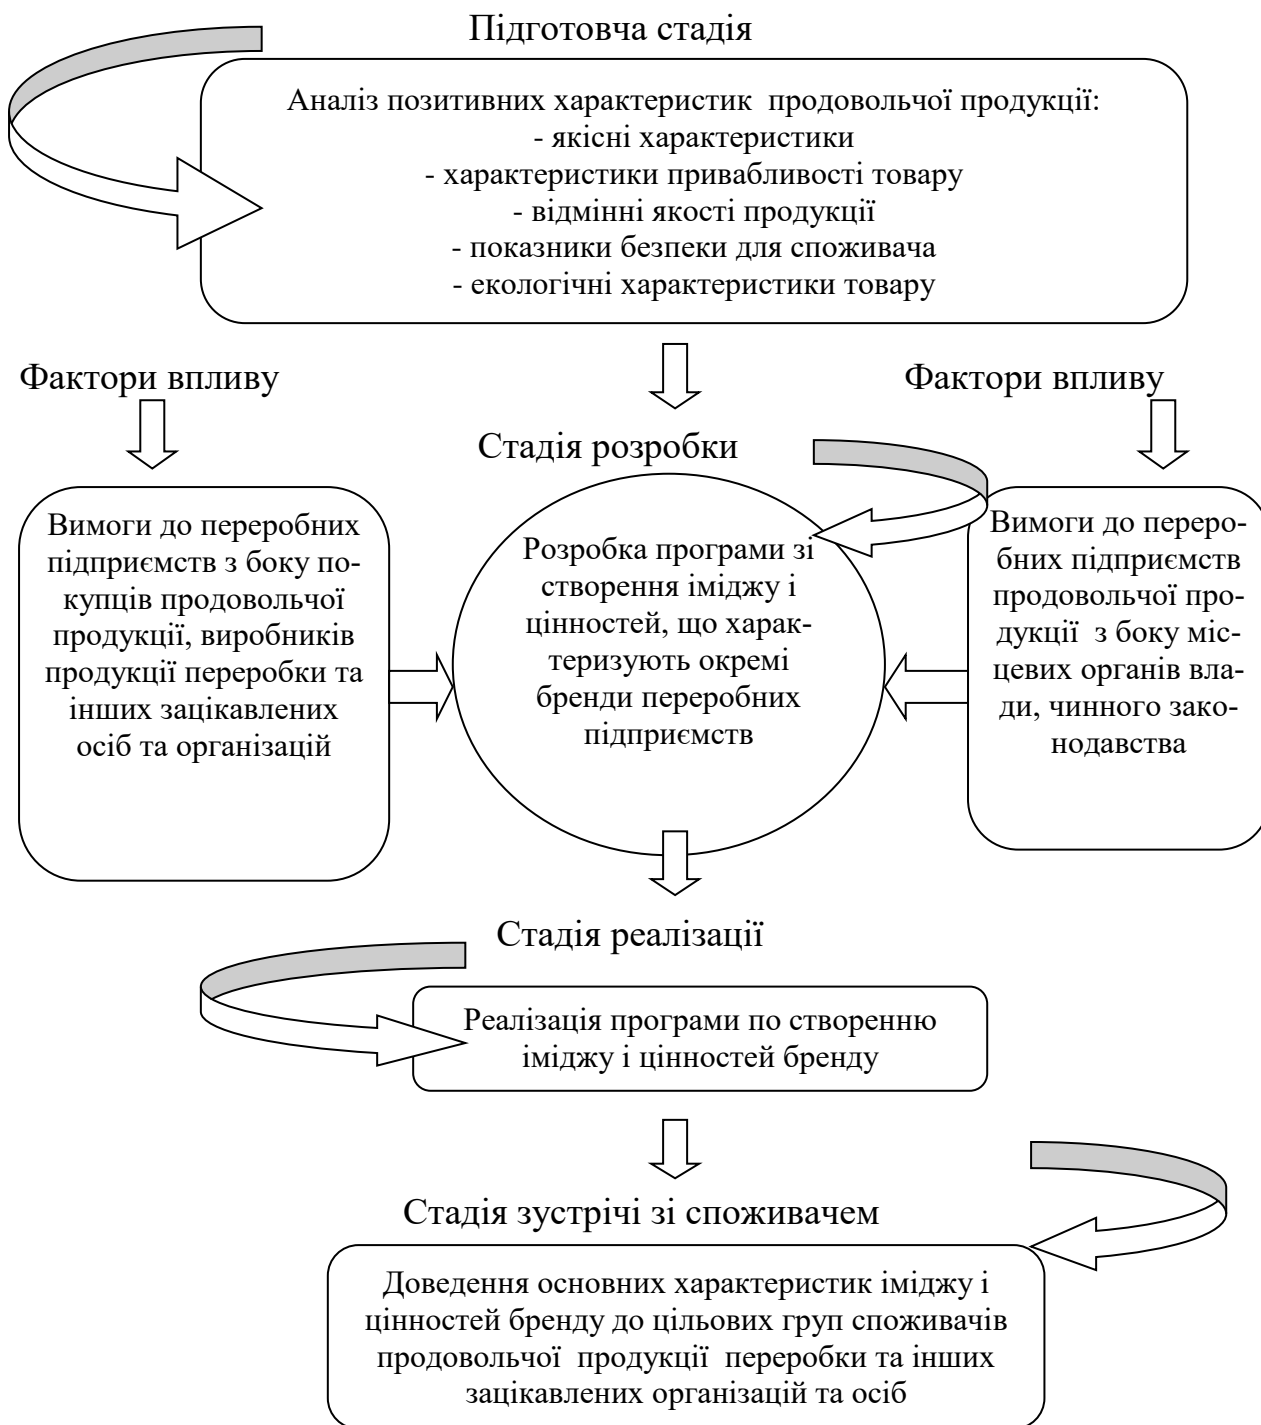 Підготовча стадія
Аналіз позитивних характеристик продовольчої продукції:
- якісні характеристики
- характеристики привабливості товару
- відмінні якості продукції
- показники безпеки для споживача
- екологічні характеристики товару
Фактори впливу
Фактори впливу
Стадія розробки
Вимоги до переробних
підприємств з боку по-
купців продовольчої
продукції, виробників
продукції переробки та
інших зацікавлених
осіб та організацій
Розробка програми зі
створення іміджу і
цінностей, що харак-
теризують окремі
бренди переробних
підприємств
Вимоги до переро-
бних підприємств
продовольчої про-
дукції з боку міс-
цевих органів вла-
ди, чинного зако-
нодавства
Стадія реалізації
Реалізація програми по створенню
іміджу і цінностей бренду
Стадія зустрічі зі споживачем
Доведення основних характеристик іміджу і
цінностей бренду до цільових груп споживачів
продовольчої продукції переробки та інших
зацікавлених організацій та осіб